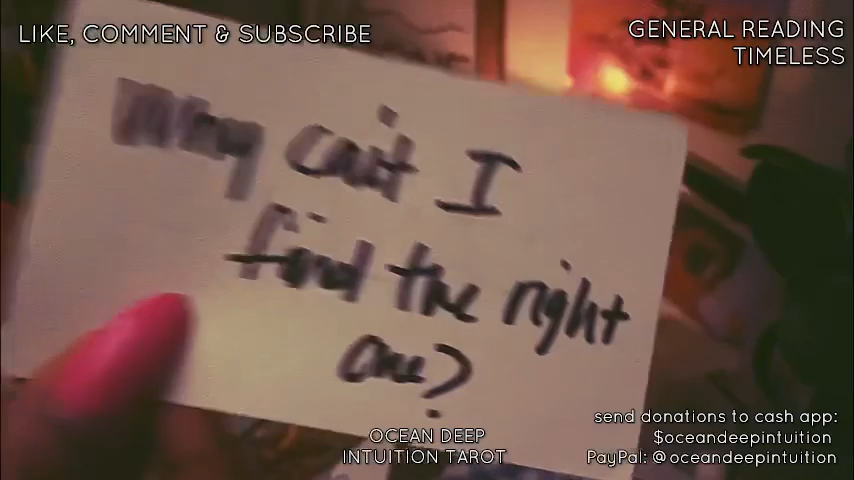 LIKE, COMMENT & SUBSCRIBE
GENERAL READING
TIMELESS
Why can't I
find the right
one?
OCEAN DEEP
INTUITION TAROT
send donations to cash app:
$oceandeepintuition
PayPal: @oceandeepintuition